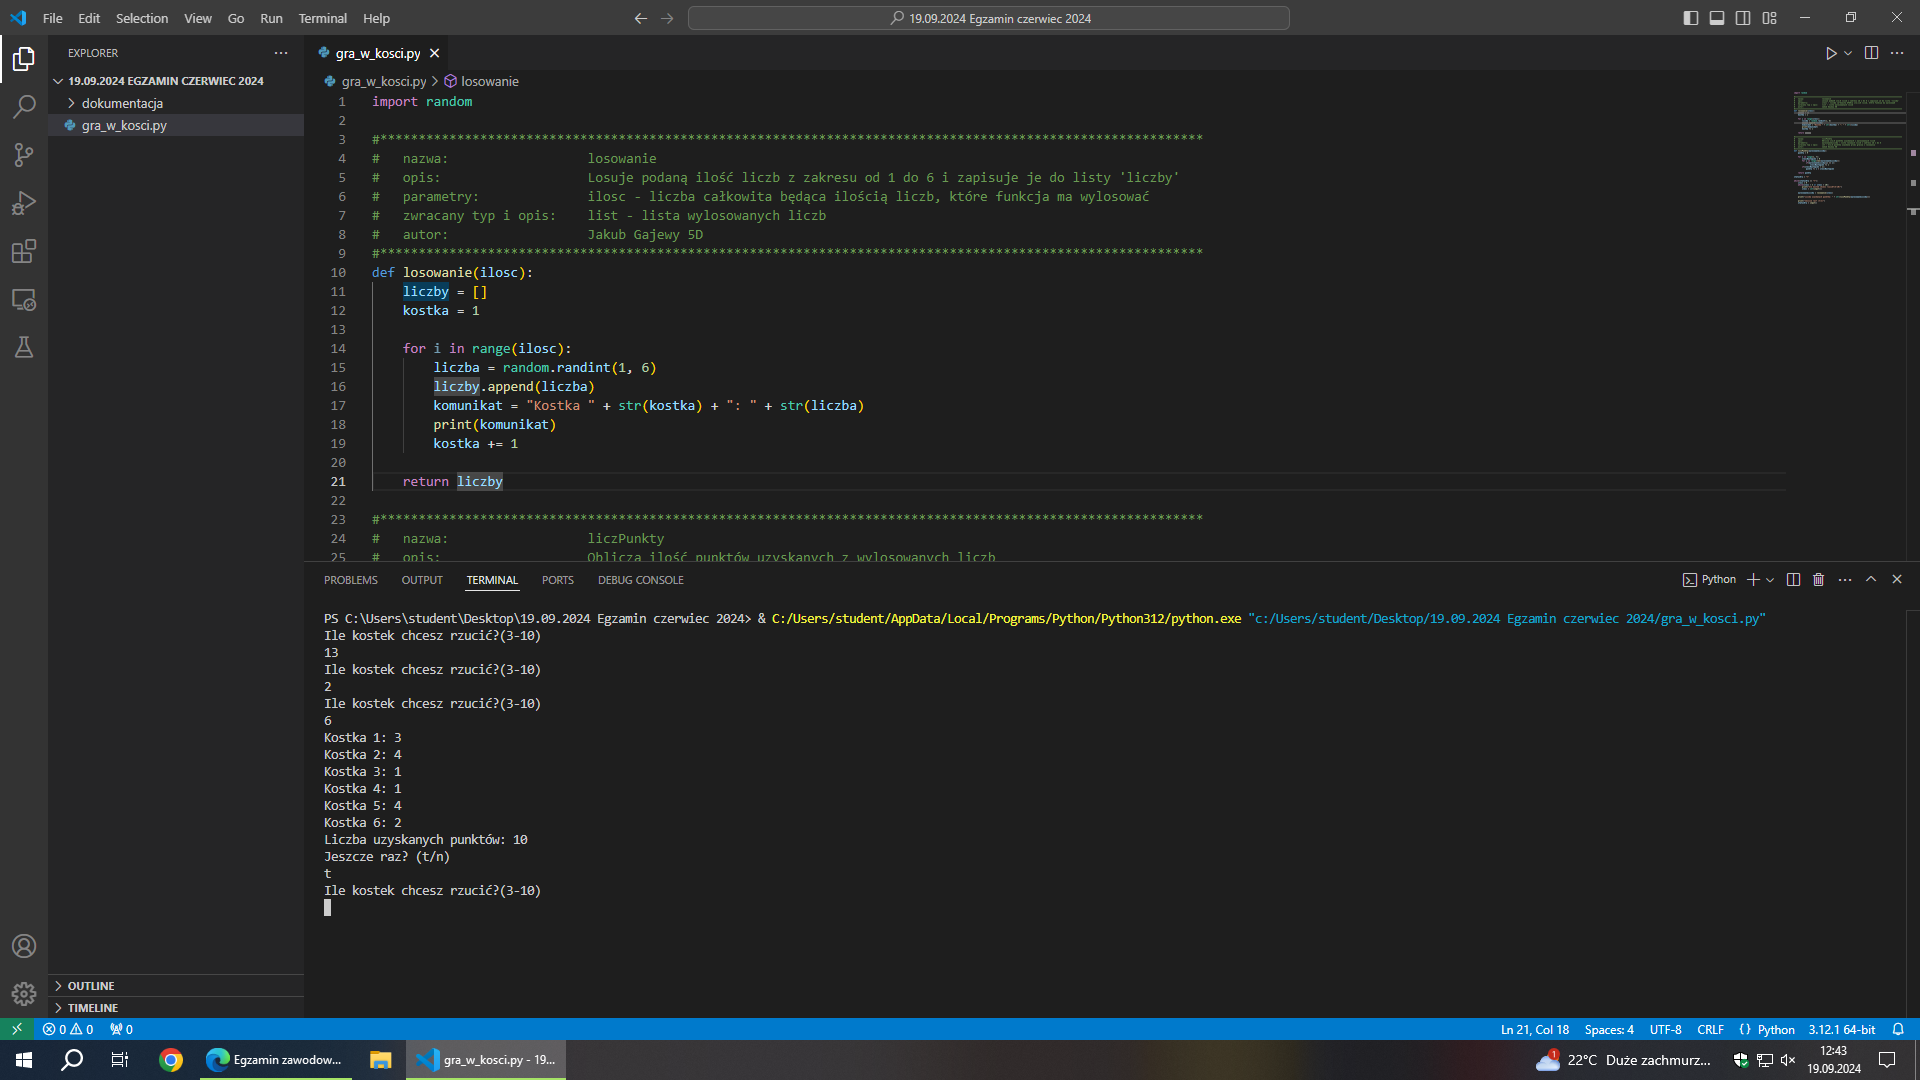 File Edit Selection View Go Run Terminal Help
19.09.2024 Egzamin czerwiec 2024
EXPLORER
19.09.2024 EGZAMIN CZERWIEC 2024
dokumentacja
gra_w_kosci.py
OUTLINE
TIMELINE
gra_w_kosci.py
gra_w_kosci.py > losowanie
1 import random
2
3 #***********************************************************************************************************
4 #   nazwa:                  losowanie
5 #   opis:                   Losuje podaną ilość liczb z zakresu od 1 do 6 i zapisuje je do listy 'liczby'
6 #   parametry:              ilosc - liczba całkowita będąca ilością liczb, które funkcja ma wylosować
7 #   zwracany typ i opis:    list - lista wylosowanych liczb
8 #   autor:                  Jakub Gajewy 5D
9 #***********************************************************************************************************
10 def losowanie(ilosc):
11     liczby = []
12     kostka = 1
13
14     for i in range(ilosc):
15         liczba = random.randint(1, 6)
16         liczby.append(liczba)
17         komunikat = "Kostka " + str(kostka) + ": " + str(liczba)
18         print(komunikat)
19         kostka += 1
20
21     return liczby
22
23 #***********************************************************************************************************
24 #   nazwa:                  liczPunkty
25 #   opis:                   Oblicza ilość punktów uzyskanych z wylosowanych liczb
PROBLEMS OUTPUT TERMINAL PORTS DEBUG CONSOLE
Python
PS C:\Users\student\Desktop\19.09.2024 Egzamin czerwiec 2024> & C:/Users/student/AppData/Local/Programs/Python/Python312/python.exe "c:/Users/student/Desktop/19.09.2024 Egzamin czerwiec 2024/gra_w_kosci.py"
Ile kostek chcesz rzucić?(3-10)
13
Ile kostek chcesz rzucić?(3-10)
2
Ile kostek chcesz rzucić?(3-10)
6
Kostka 1: 3
Kostka 2: 4
Kostka 3: 1
Kostka 4: 1
Kostka 5: 4
Kostka 6: 2
Liczba uzyskanych punktów: 10
Jeszcze raz? (t/n)
t
Ile kostek chcesz rzucić?(3-10)
0 0 0 Ln 21, Col 18 Spaces: 4 UTF-8 CRLF {} Python 3.12.1 64-bit
Egzamin zawodow...
gra_w_kosci.py - 19...
1
22°C Duże zachmurz...
12:43
19.09.2024